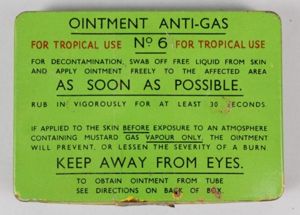 OINTMENT ANTI-GAS
FOR TROPICAL USE No 6 FOR TROPICAL USE
FOR DECONTAMINATION, SWAB OFF FREE LIQUID FROM SKIN
AND APPLY OINTMENT FREELY TO THE AFFECTED AREA
AS SOON AS POSSIBLE.
RUB IN VIGOROUSLY FOR AT LEAST 30 SECONDS.
IF APPLIED TO THE SKIN BEFORE EXPOSURE TO AN ATMOSPHERE
CONTAINING MUSTARD GAS VAPOUR ONLY, THE OINTMENT
WILL PREVENT, OR LESSEN THE SEVERITY OF A BURN.
KEEP AWAY FROM EYES.
TO OBTAIN OINTMENT FROM TUBE
SEE DIRECTIONS ON BACK OF BOX